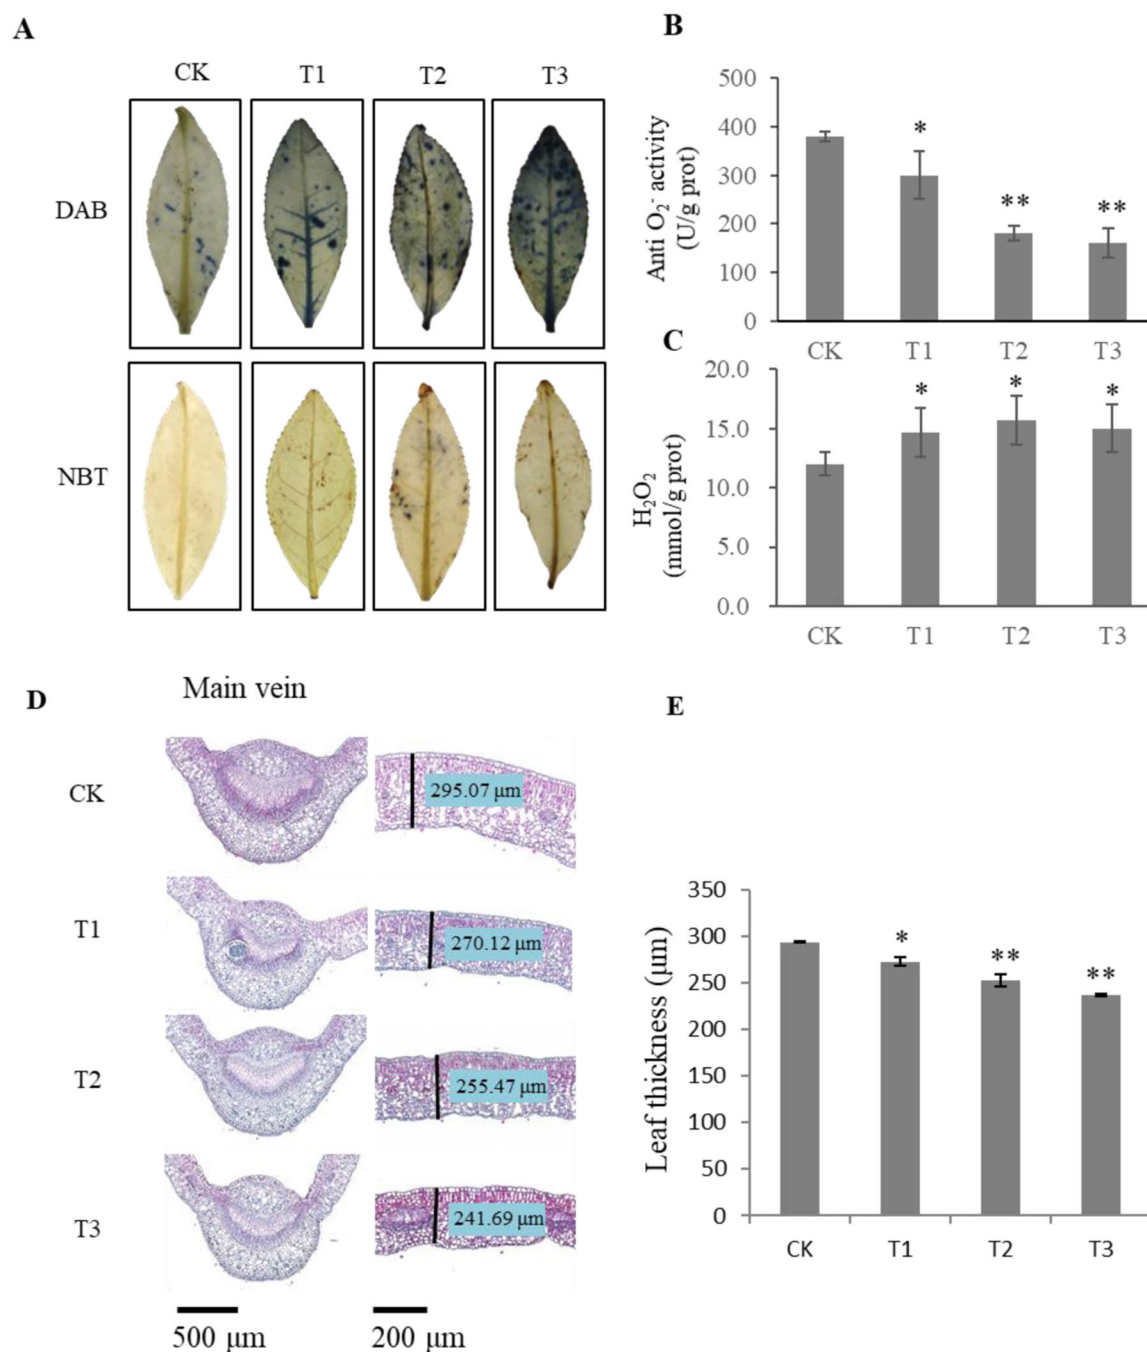 A
CK T1 T2 T3
DAB
NBT
B
Anti O₂⁻ activity
(U/g prot)
500
400
300
200
100
0
* ** **
CK T1 T2 T3
C
H₂O₂
(mmol/g prot)
20.0
15.0
10.0
5.0
0.0
* * *
CK T1 T2 T3
D
Main vein
CK
295.07 μm
T1
270.12 μm
T2
255.47 μm
T3
241.69 μm
500 μm
200 μm
E
Leaf thickness (μm)
350
300
250
200
150
100
50
0
* ** **
CK T1 T2 T3